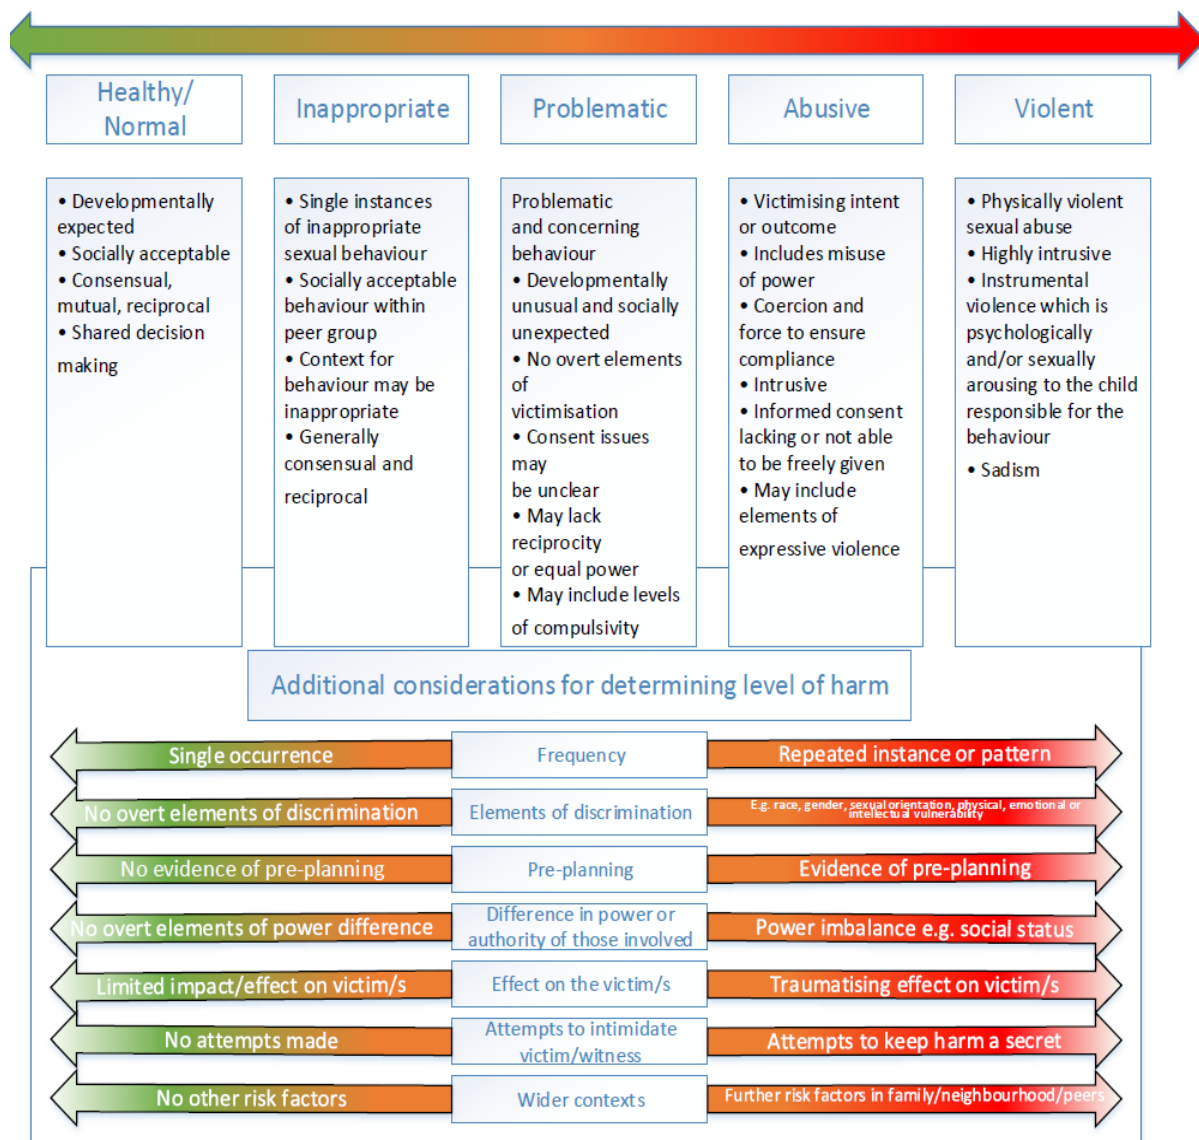 Healthy/
Normal
Inappropriate
Problematic
Abusive
Violent
• Developmentally
expected
• Socially acceptable
• Consensual,
mutual, reciprocal
• Shared decision
making
• Single instances
of inappropriate
sexual behaviour
• Socially acceptable
behaviour within
peer group
• Context for
behaviour may be
inappropriate
• Generally
consensual and
reciprocal
Problematic
and concerning
behaviour
• Developmentally
unusual and socially
unexpected
• No overt elements
of
victimisation
• Consent issues
may
be unclear
• May lack
reciprocity
or equal power
• May include levels
of compulsivity
• Victimising intent
or outcome
• Includes misuse
of power
• Coercion and
force to ensure
compliance
• Intrusive
• Informed consent
lacking or not able
to be freely given
• May include
elements of
expressive violence
• Physically violent
sexual abuse
• Highly intrusive
• Instrumental
violence which is
psychologically
and/or sexually
arousing to the child
responsible for the
behaviour
• Sadism
Additional considerations for determining level of harm
Single occurrence
Frequency
Repeated instance or pattern
No overt elements of discrimination
Elements of discrimination
E.g. race, gender, sexual orientation, physical, emotional or
intellectual vulnerability
No evidence of pre-planning
Pre-planning
Evidence of pre-planning
No overt elements of power difference
Difference in power or
authority of those involved
Power imbalance e.g. social status
Limited impact/effect on victim/s
Effect on the victim/s
Traumatising effect on victim/s
No attempts made
Attempts to intimidate
victim/witness
Attempts to keep harm a secret
No other risk factors
Wider contexts
Further risk factors in family/neighbourhood/peers